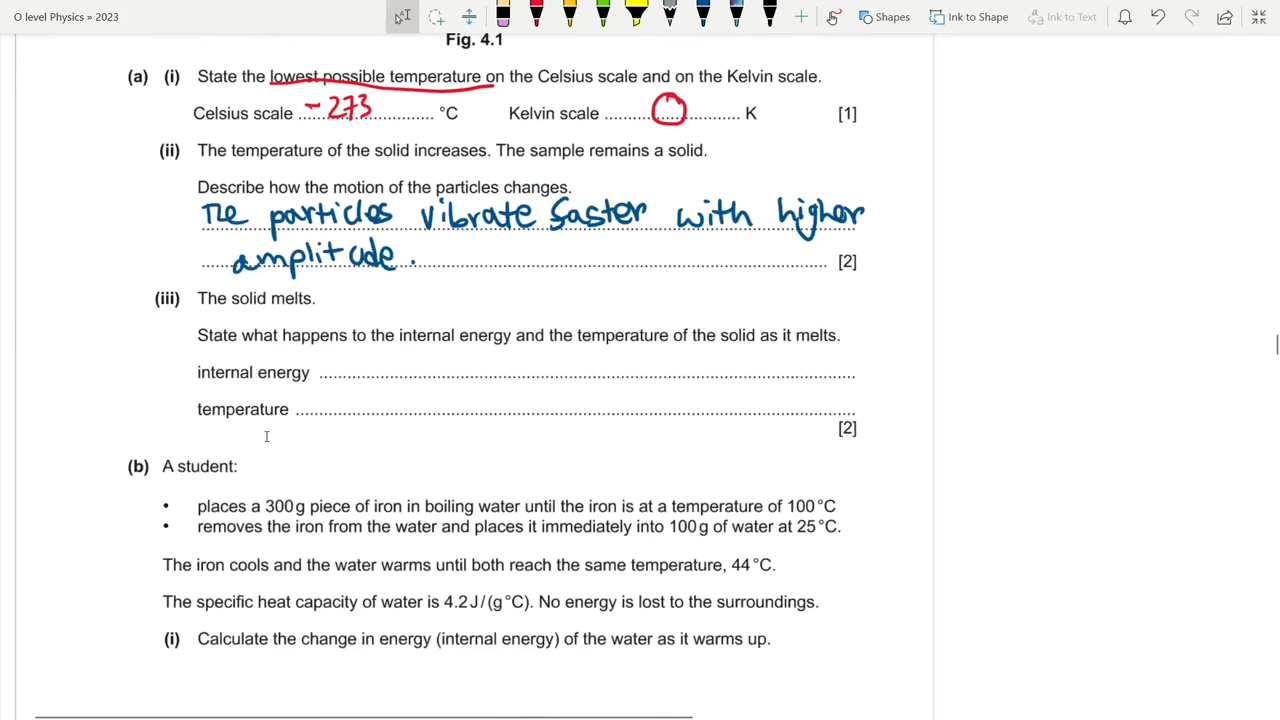 O level Physics » 2023
Shapes
Ink to Shape
Ink to Text
Fig. 4.1
(a) (i) State the lowest possible temperature on the Celsius scale and on the Kelvin scale.
Celsius scale -273 °C Kelvin scale 0 K [1]
(ii) The temperature of the solid increases. The sample remains a solid.
Describe how the motion of the particles changes.
The particles vibrate faster with higher
amplitude. [2]
(iii) The solid melts.
State what happens to the internal energy and the temperature of the solid as it melts.
internal energy
temperature
[2]
(b) A student:
• places a 300 g piece of iron in boiling water until the iron is at a temperature of 100 °C
• removes the iron from the water and places it immediately into 100 g of water at 25 °C.
The iron cools and the water warms until both reach the same temperature, 44 °C.
The specific heat capacity of water is 4.2 J/(g °C). No energy is lost to the surroundings.
(i) Calculate the change in energy (internal energy) of the water as it warms up.